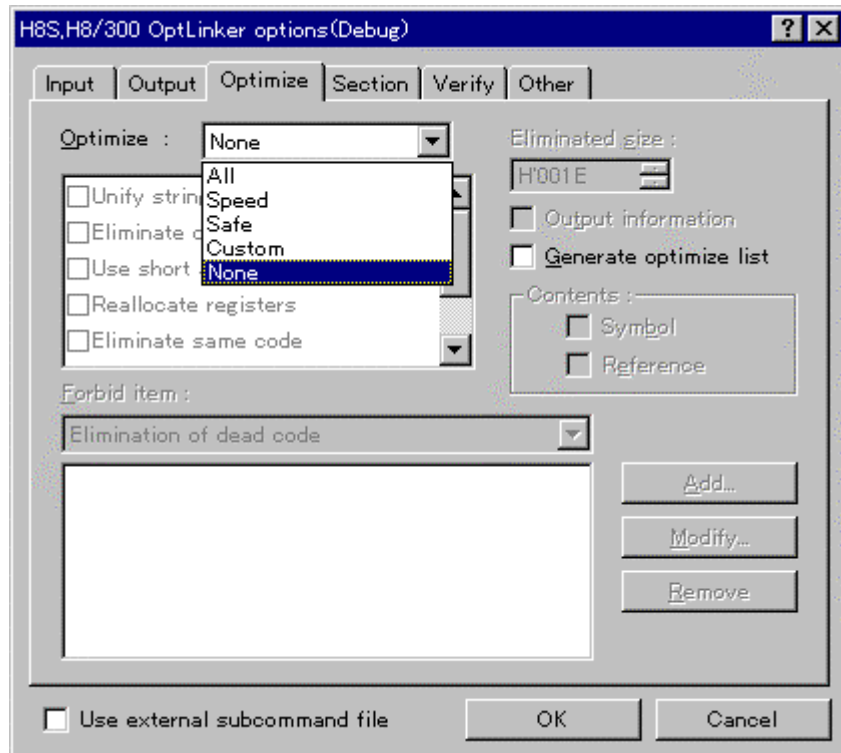 H8S,H8/300 OptLinker options(Debug)
Input Output Optimize Section Verify Other
Optimize : None
All
Speed
Safe
Custom
None
Unify strin
Eliminate
Use short
Reallocate registers
Eliminate same code
Eliminated size :
H'001E
Output information
Generate optimize list
Contents :
Symbol
Reference
Forbid item :
Elimination of dead code
Add...
Modify...
Remove
Use external subcommand file
OK
Cancel